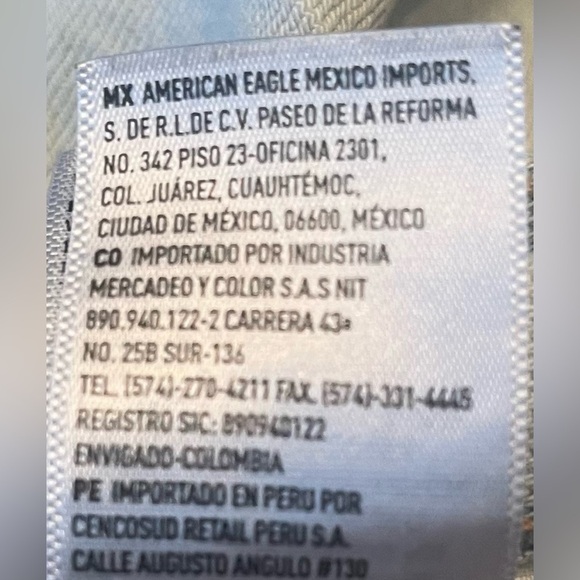 MX AMERICAN EAGLE MEXICO IMPORTS,
S. DE R.L.DE C.V. PASEO DE LA REFORMA
NO. 342 PISO 23-OFICINA 2301,
COL. JUÁREZ, CUAUHTÉMOC,
CIUDAD DE MÉXICO, 06600, MÉXICO
CO IMPORTADO POR INDUSTRIA
MERCADEO Y COLOR S.A.S NIT
890.940.122-2 CARRERA 43a
NO. 25B SUR-136
TEL. (574)-270-4211 FAX. (574)-331-4445
REGISTRO SIC: 890940122
ENVIGADO-COLOMBIA
PE IMPORTADO EN PERU POR
CENCOSUD RETAIL PERU S.A.
CALLE AUGUSTO ANGULO #130